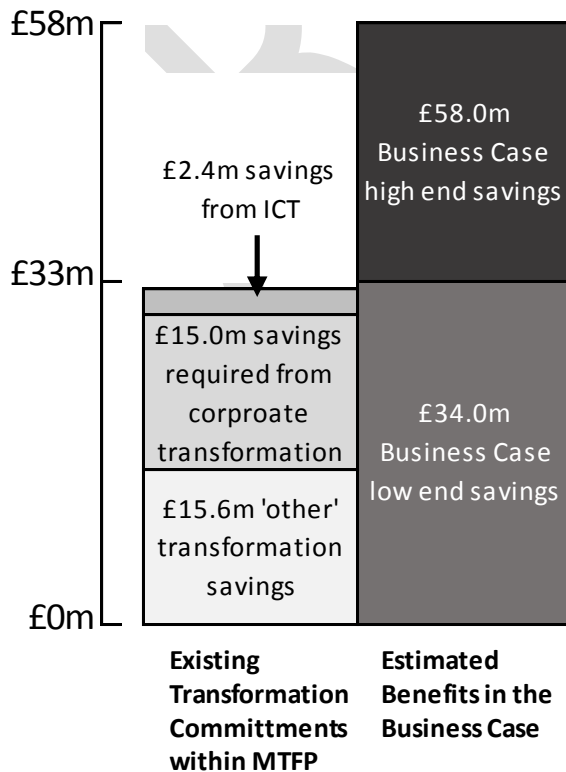 £58m
£33m
£0m
£2.4m savings
from ICT
£15.0m savings
required from
corproate
transformation
£15.6m 'other'
transformation
savings
£58.0m
Business Case
high end savings
£34.0m
Business Case
low end savings
Existing
Transformation
Committments
within MTFP
Estimated
Benefits in the
Business Case